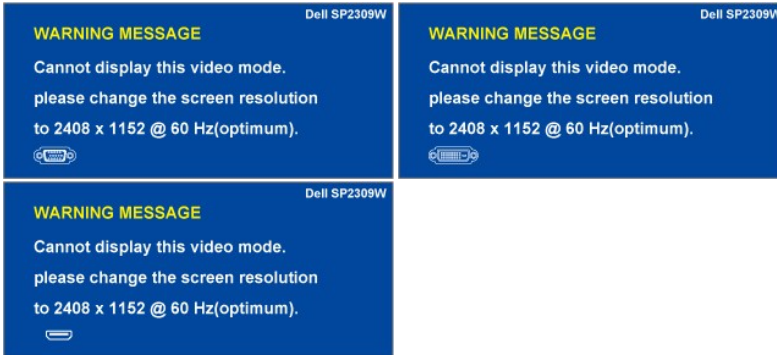 Dell SP2309W
WARNING MESSAGE
Cannot display this video mode.
please change the screen resolution
to 2408 x 1152 @ 60 Hz(optimum).
Dell SP2309W
WARNING MESSAGE
Cannot display this video mode.
please change the screen resolution
to 2408 x 1152 @ 60 Hz(optimum).
Dell SP2309W
WARNING MESSAGE
Cannot display this video mode.
please change the screen resolution
to 2408 x 1152 @ 60 Hz(optimum).